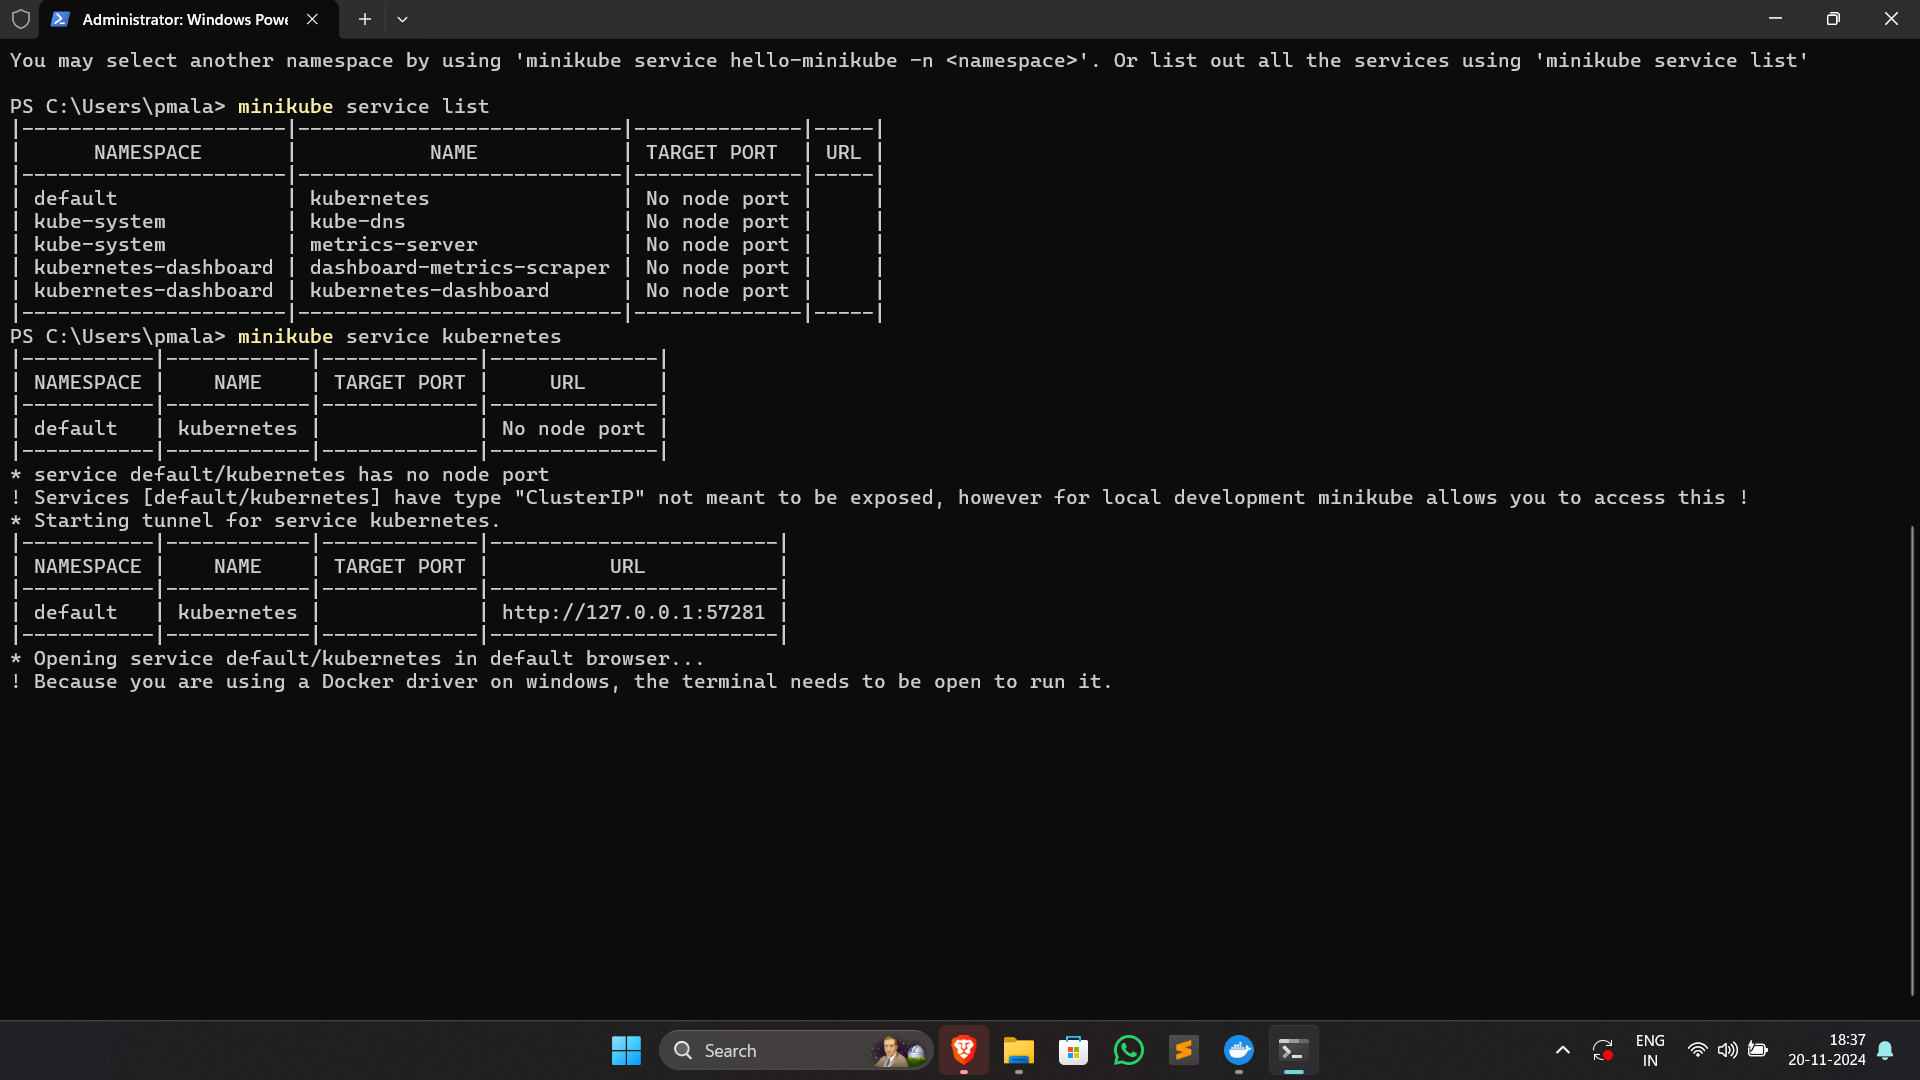 Administrator: Windows Powe
You may select another namespace by using 'minikube service hello-minikube -n <namespace>'. Or list out all the services using 'minikube service list'
PS C:\Users\pmala> minikube service list
|----------------------|---------------------------|--------------|-----|
| NAMESPACE | NAME | TARGET PORT | URL |
|----------------------|---------------------------|--------------|-----|
| default | kubernetes | No node port | |
| kube-system | kube-dns | No node port | |
| kube-system | metrics-server | No node port | |
| kubernetes-dashboard | dashboard-metrics-scraper | No node port | |
| kubernetes-dashboard | kubernetes-dashboard | No node port | |
|----------------------|---------------------------|--------------|-----|
PS C:\Users\pmala> minikube service kubernetes
|-----------|------------|-------------|--------------|
| NAMESPACE | NAME | TARGET PORT | URL |
|-----------|------------|-------------|--------------|
| default | kubernetes | | No node port |
|-----------|------------|-------------|--------------|
* service default/kubernetes has no node port
! Services [default/kubernetes] have type "ClusterIP" not meant to be exposed, however for local development minikube allows you to access this !
* Starting tunnel for service kubernetes.
|-----------|------------|-------------|------------------------|
| NAMESPACE | NAME | TARGET PORT | URL |
|-----------|------------|-------------|------------------------|
| default | kubernetes | | http://127.0.0.1:57281 |
|-----------|------------|-------------|------------------------|
* Opening service default/kubernetes in default browser...
! Because you are using a Docker driver on windows, the terminal needs to be open to run it.
Search
ENG
IN
18:37
20-11-2024